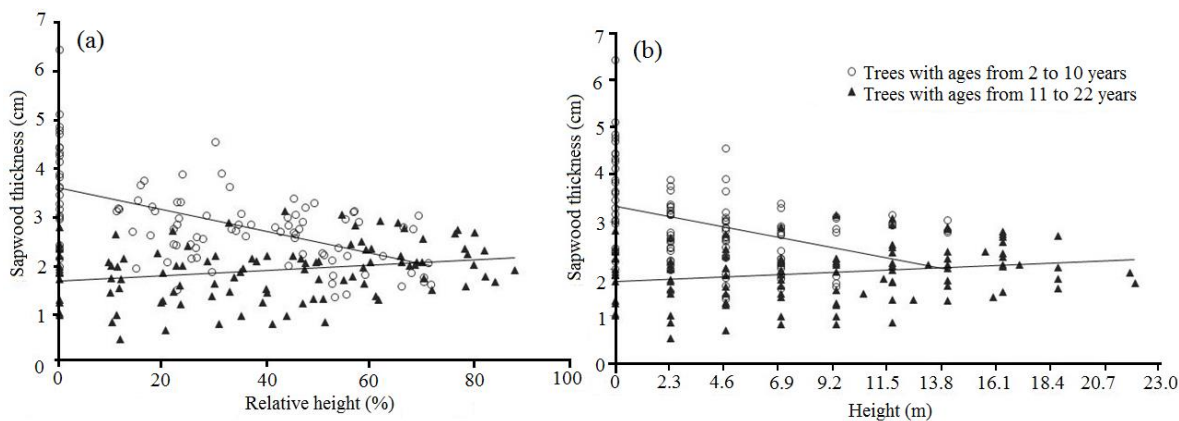 (a)
Sapwood thickness (cm)
7
6
5
4
3
2
1
0
0 20 40 60 80 100
Relative height (%)
(b)
○ Trees with ages from 2 to 10 years
▲ Trees with ages from 11 to 22 years
Sapwood thickness (cm)
7
6
5
4
3
2
1
0
0 2.3 4.6 6.9 9.2 11.5 13.8 16.1 18.4 20.7 23.0
Height (m)